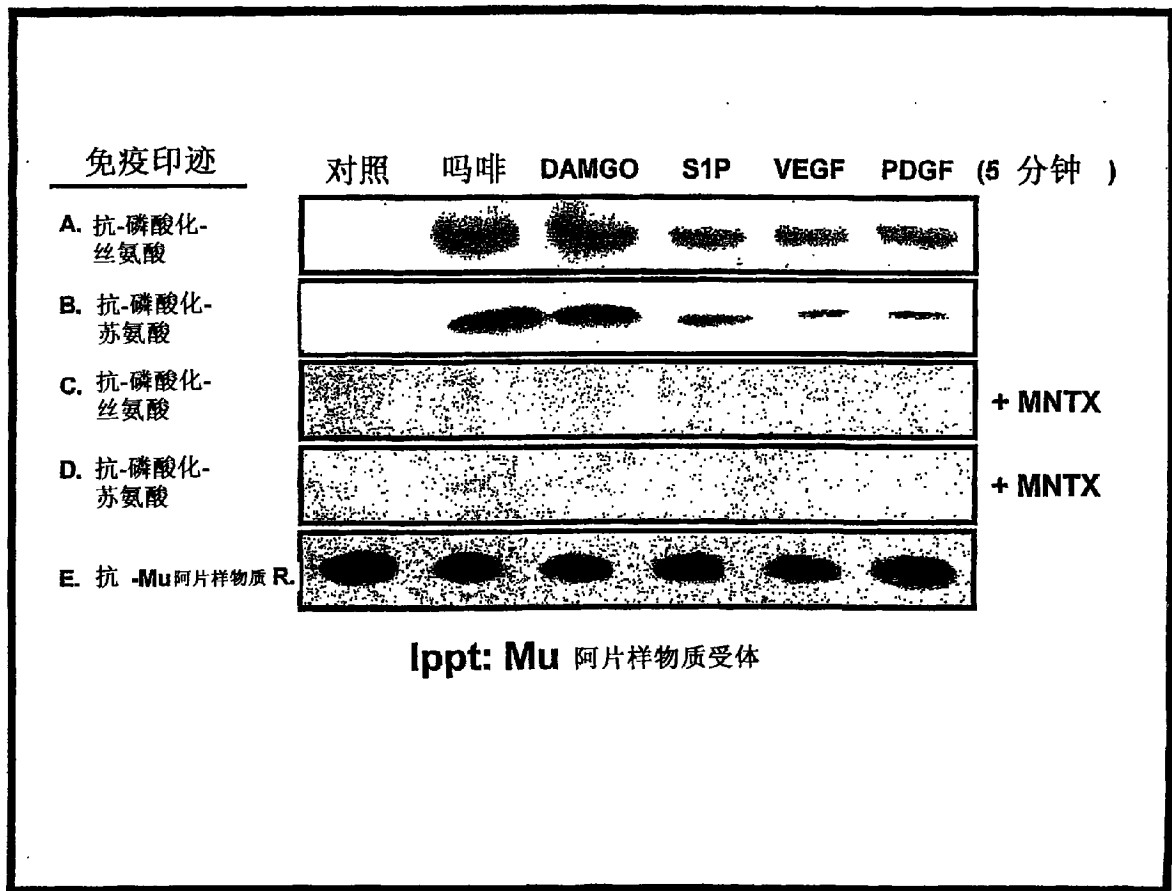 免疫印迹
对照 吗啡 DAMGO S1P VEGF PDGF (5 分钟 )
A. 抗-磷酸化-
丝氨酸
B. 抗-磷酸化-
苏氨酸
C. 抗-磷酸化-
丝氨酸
+ MNTX
D. 抗-磷酸化-
苏氨酸
+ MNTX
E. 抗 -Mu阿片样物质 R.
Ippt: Mu 阿片样物质受体